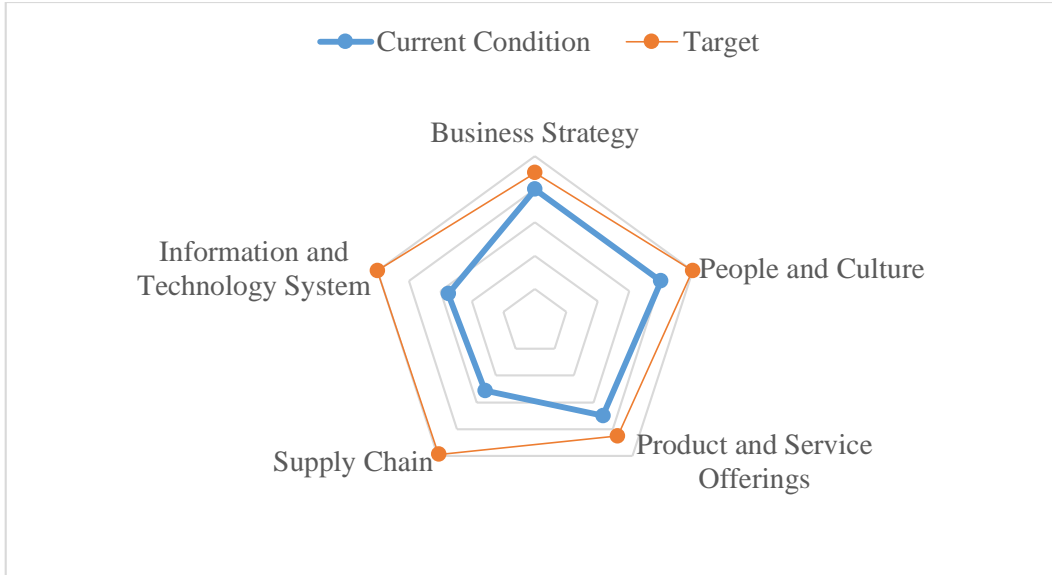 Current Condition
Target
Business Strategy
People and Culture
Product and Service
Offerings
Supply Chain
Information and
Technology System